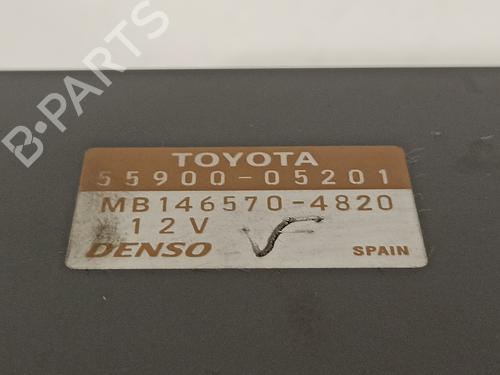 B-PARTS
TOYOTA
55900-05201
MB146570-4820
12V
DENSO
SPAIN